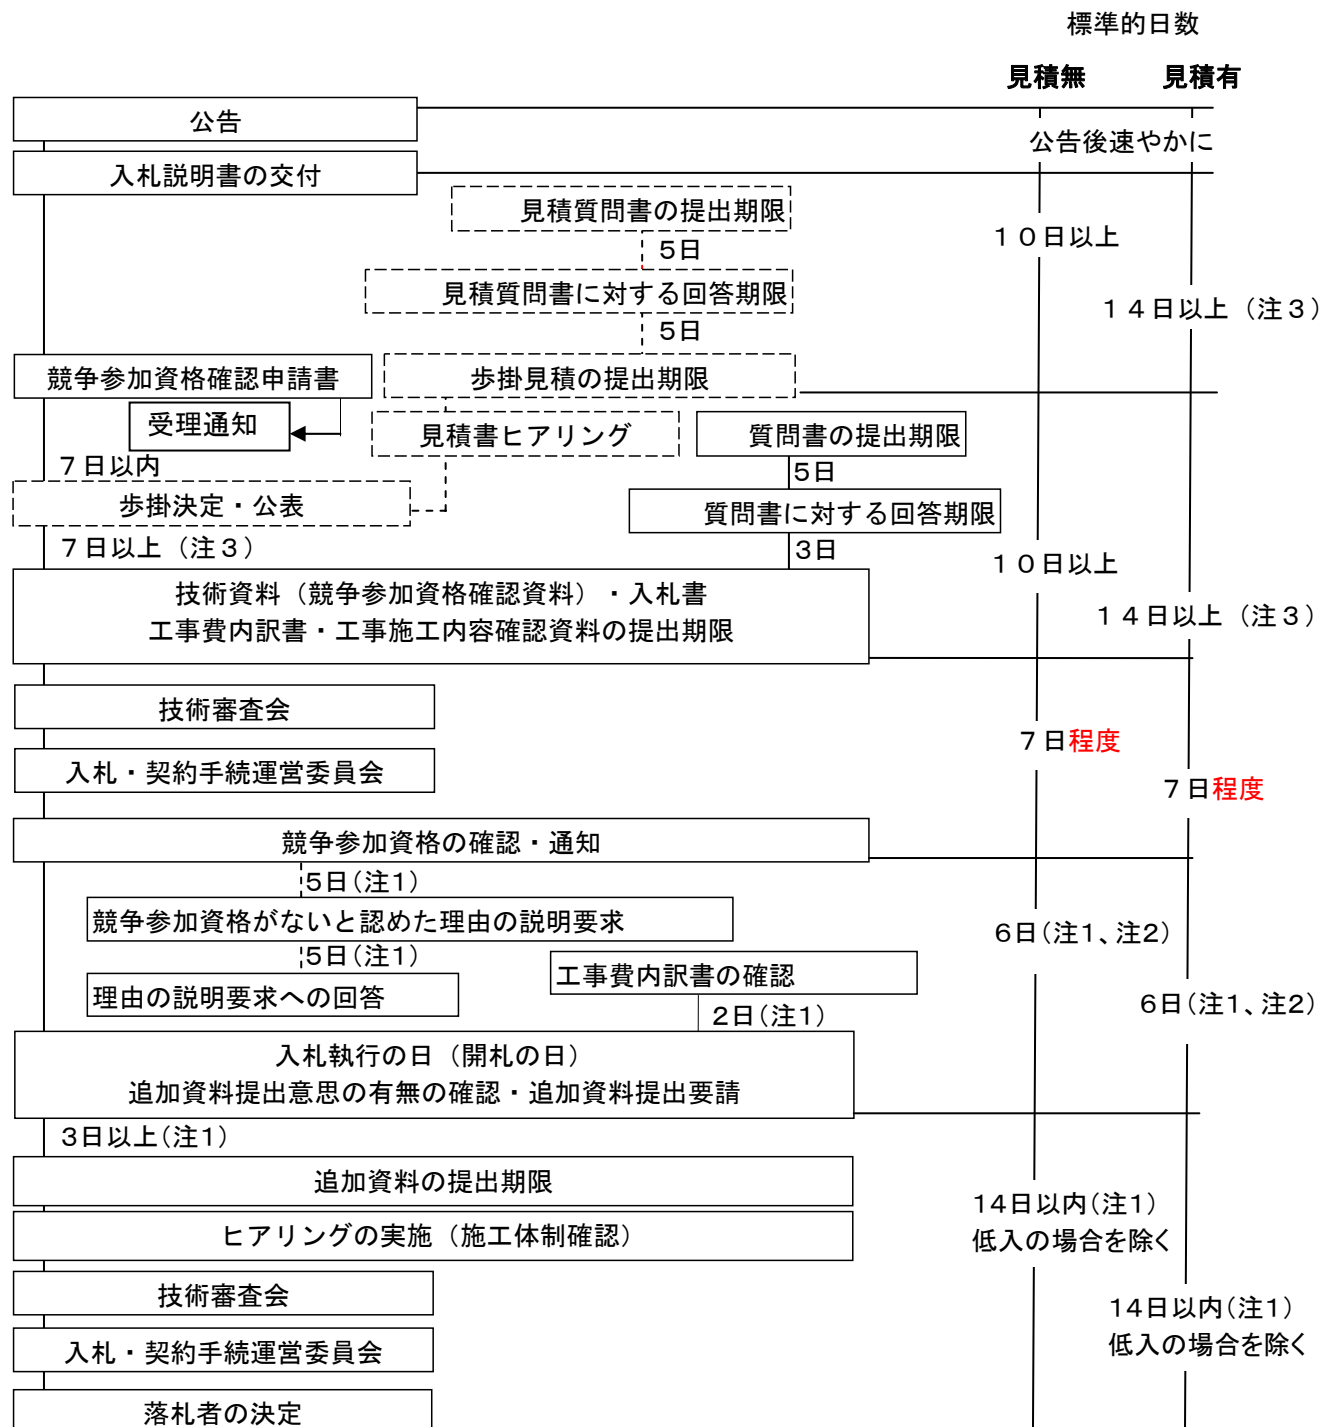 標準的日数
見積無
見積有
公告
公告後速やかに
入札説明書の交付
見積質問書の提出期限
１０日以上
5日
見積質問書に対する回答期限
１４日以上（注３）
5日
競争参加資格確認申請書
歩掛見積の提出期限
受理通知
見積書ヒアリング
質問書の提出期限
７日以内
5日
歩掛決定・公表
質問書に対する回答期限
７日以上（注３）
3日
１０日以上
技術資料（競争参加資格確認資料）・入札書
工事費内訳書・工事施工内容確認資料の提出期限
１４日以上（注３）
技術審査会
７日程度
入札・契約手続運営委員会
７日程度
競争参加資格の確認・通知
5日(注1)
競争参加資格がないと認めた理由の説明要求
6日(注1、注2)
5日(注1)
工事費内訳書の確認
理由の説明要求への回答
6日(注1、注2)
2日(注1)
入札執行の日（開札の日）
追加資料提出意思の有無の確認・追加資料提出要請
3日以上(注1)
追加資料の提出期限
14日以内(注1)
低入の場合を除く
ヒアリングの実施（施工体制確認）
技術審査会
14日以内(注1)
低入の場合を除く
入札・契約手続運営委員会
落札者の決定